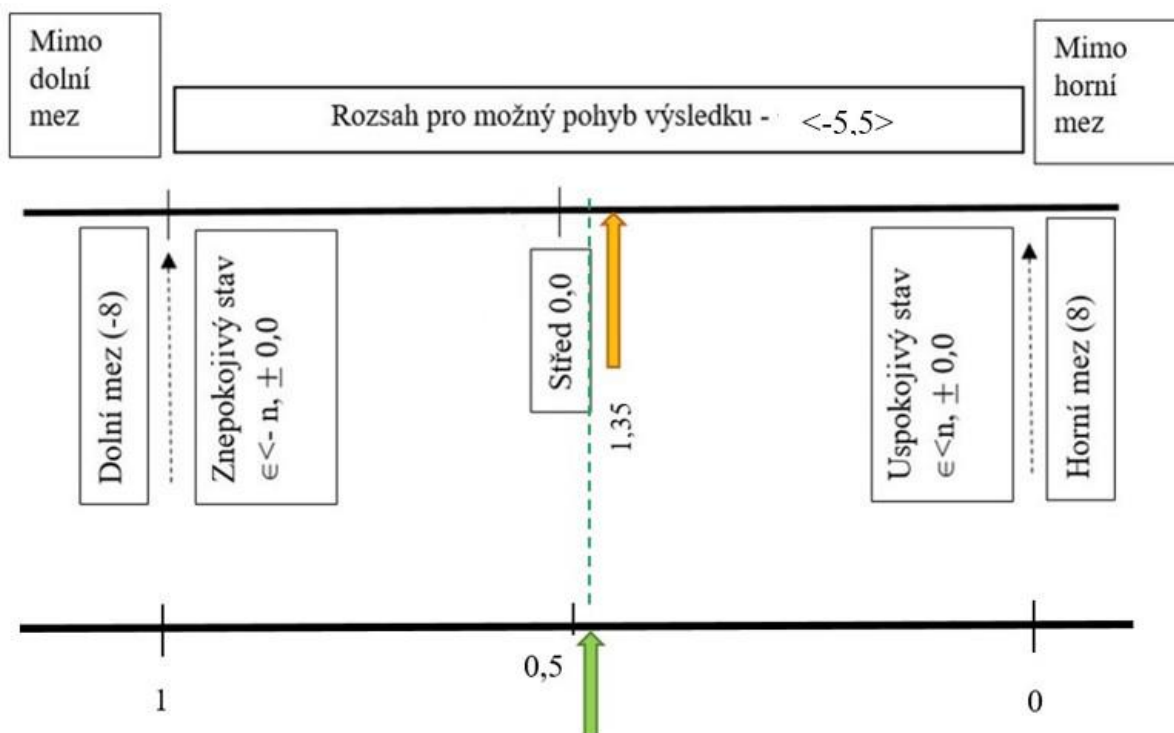 Mimo
dolní
mez
Rozsah pro možný pohyb výsledku - <-5,5>
Mimo
horní
mez
Dolní mez (-8)
Znepokojivý stav
ϵ<- n, ± 0,0
Střed 0,0
1,35
Uspokojivý stav
ϵ<n, ± 0,0
Horní mez (8)
1
0,5
0